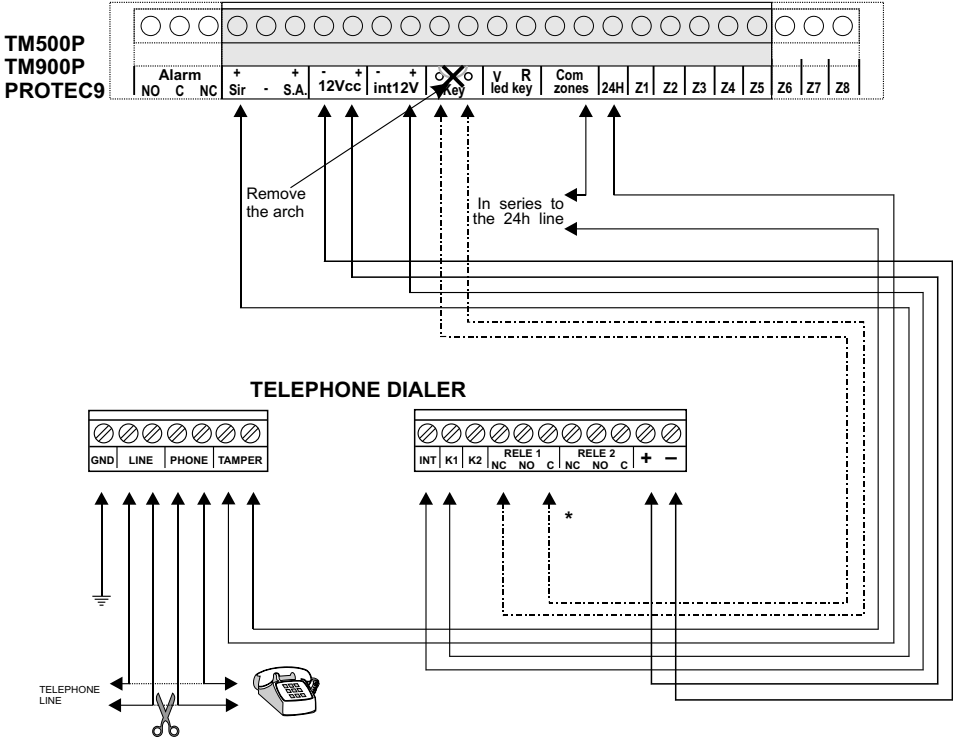 TM500P
TM900P
PROTEC9
Alarm
NO C NC
+ +
Sir - S.A.
- +
12Vcc
- +
int12V
Key
V R
led key
Com
zones
24H Z1 Z2 Z3 Z4 Z5 Z6 Z7 Z8
Remove
the arch
In series to
the 24h line
TELEPHONE DIALER
GND LINE PHONE TAMPER
INT K1 K2
RELE 1
NC NO C
RELE 2
NC NO C
+ −
*
TELEPHONE
LINE